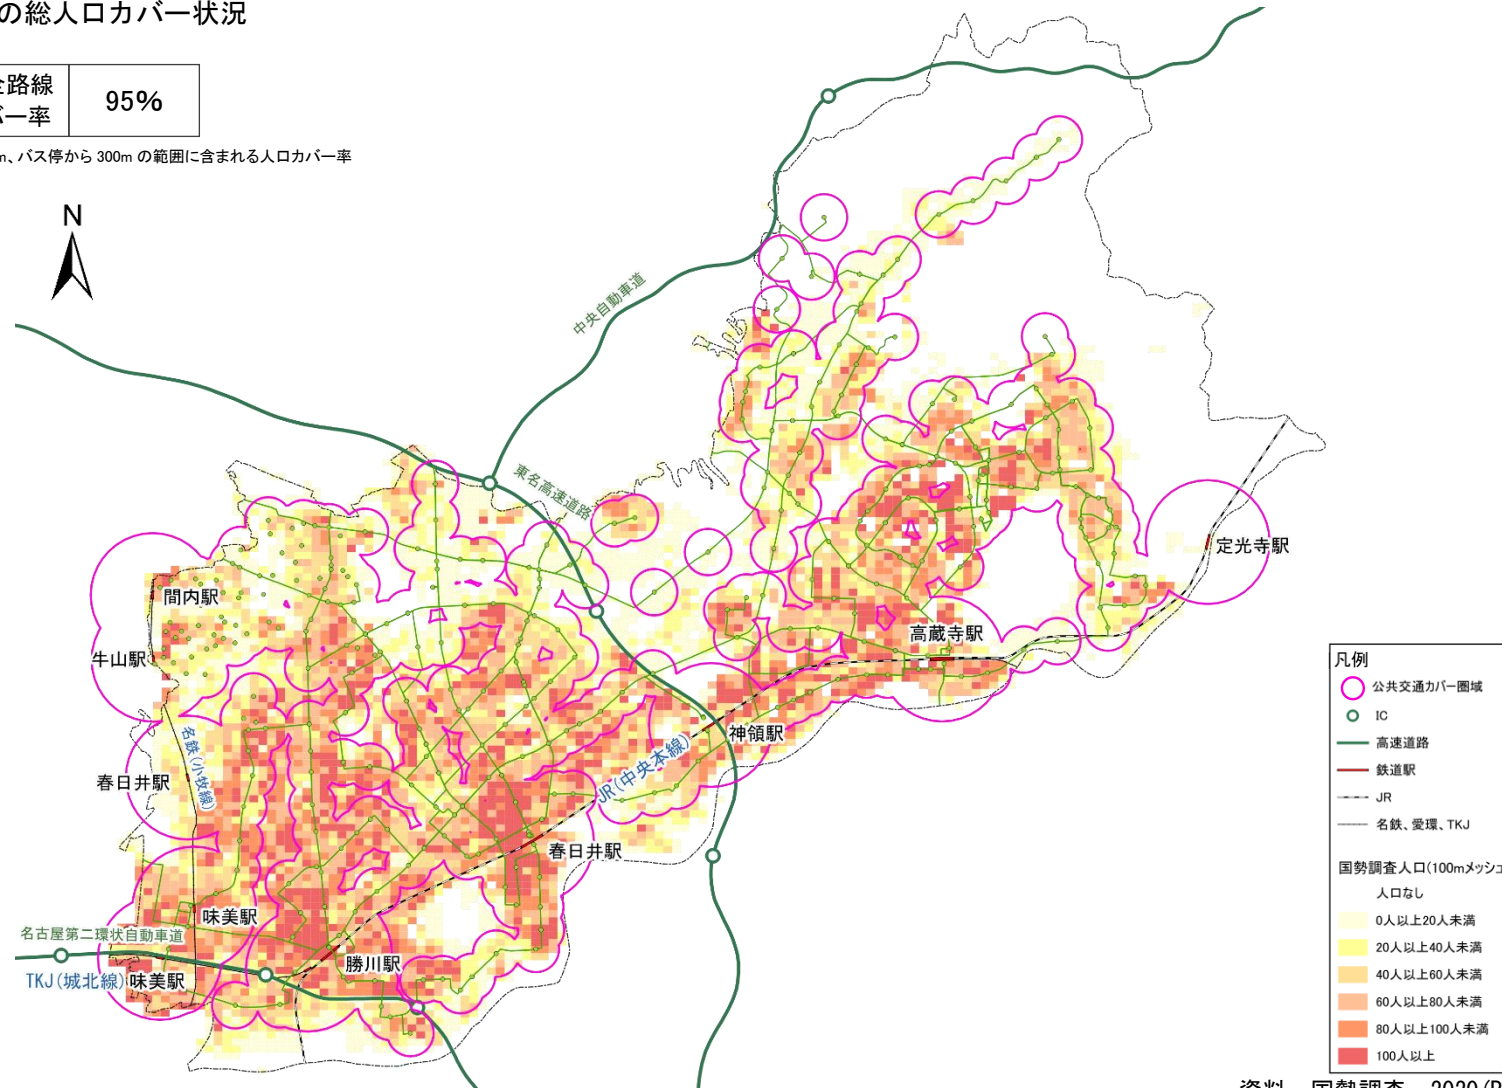 の総人口カバー状況
全路線
バー率
95%
m、バス停から 300m の範囲に含まれる人口カバー率
N
中央自動車道
東名高速道路
定光寺駅
間内駅
高蔵寺駅
牛山駅
名鉄(小牧線)
神領駅
JR(中央本線)
春日井駅
春日井駅
味美駅
名古屋第二環状自動車道
勝川駅
TKJ(城北線)
味美駅
凡例
公共交通カバー圏域
IC
高速道路
鉄道駅
JR
名鉄、愛環、TKJ
国勢調査人口(100mメッシュ
人口なし
0人以上20人未満
20人以上40人未満
40人以上60人未満
60人以上80人未満
80人以上100人未満
100人以上